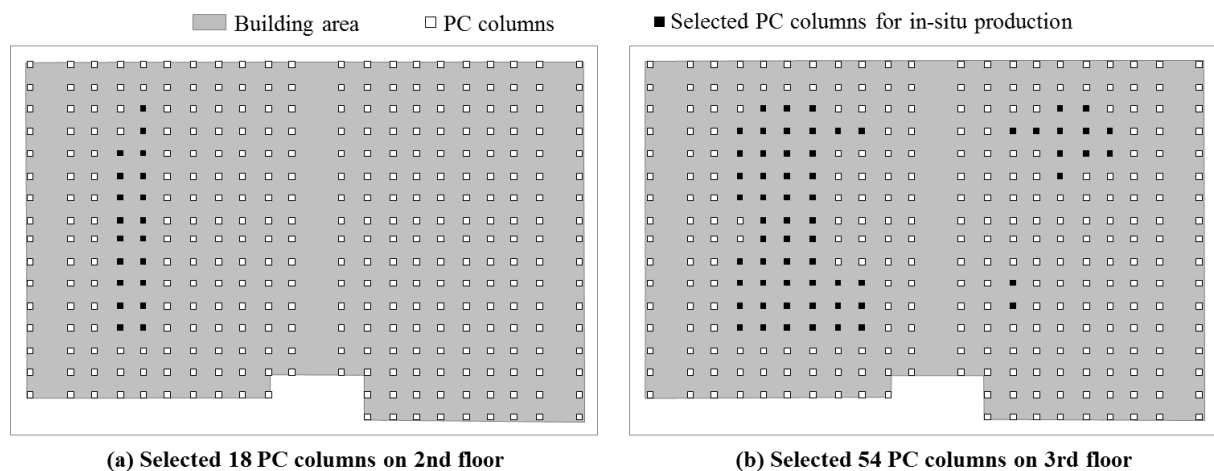 Building area PC columns Selected PC columns for in-situ production
(a) Selected 18 PC columns on 2nd floor
(b) Selected 54 PC columns on 3rd floor